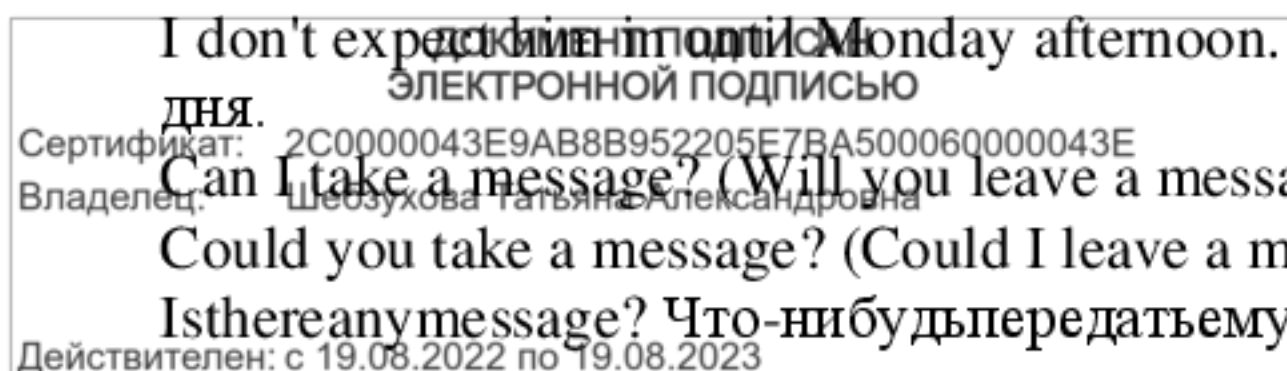 I don't expect him in until Monday afternoon.
ДОКУМЕНТ ПОДПИСАН
ЭЛЕКТРОННОЙ ПОДПИСЬЮ
дня.
Сертификат: 2C0000043E9AB8B952205E7BA500060000043E
Can I take a message? (Will you leave a messa
Владелец: Шебзухова Татьяна Александровна
Could you take a message? (Could I leave a m
Isthereanymessage? Что-нибудьпередатьему
Действителен: с 19.08.2022 по 19.08.2023